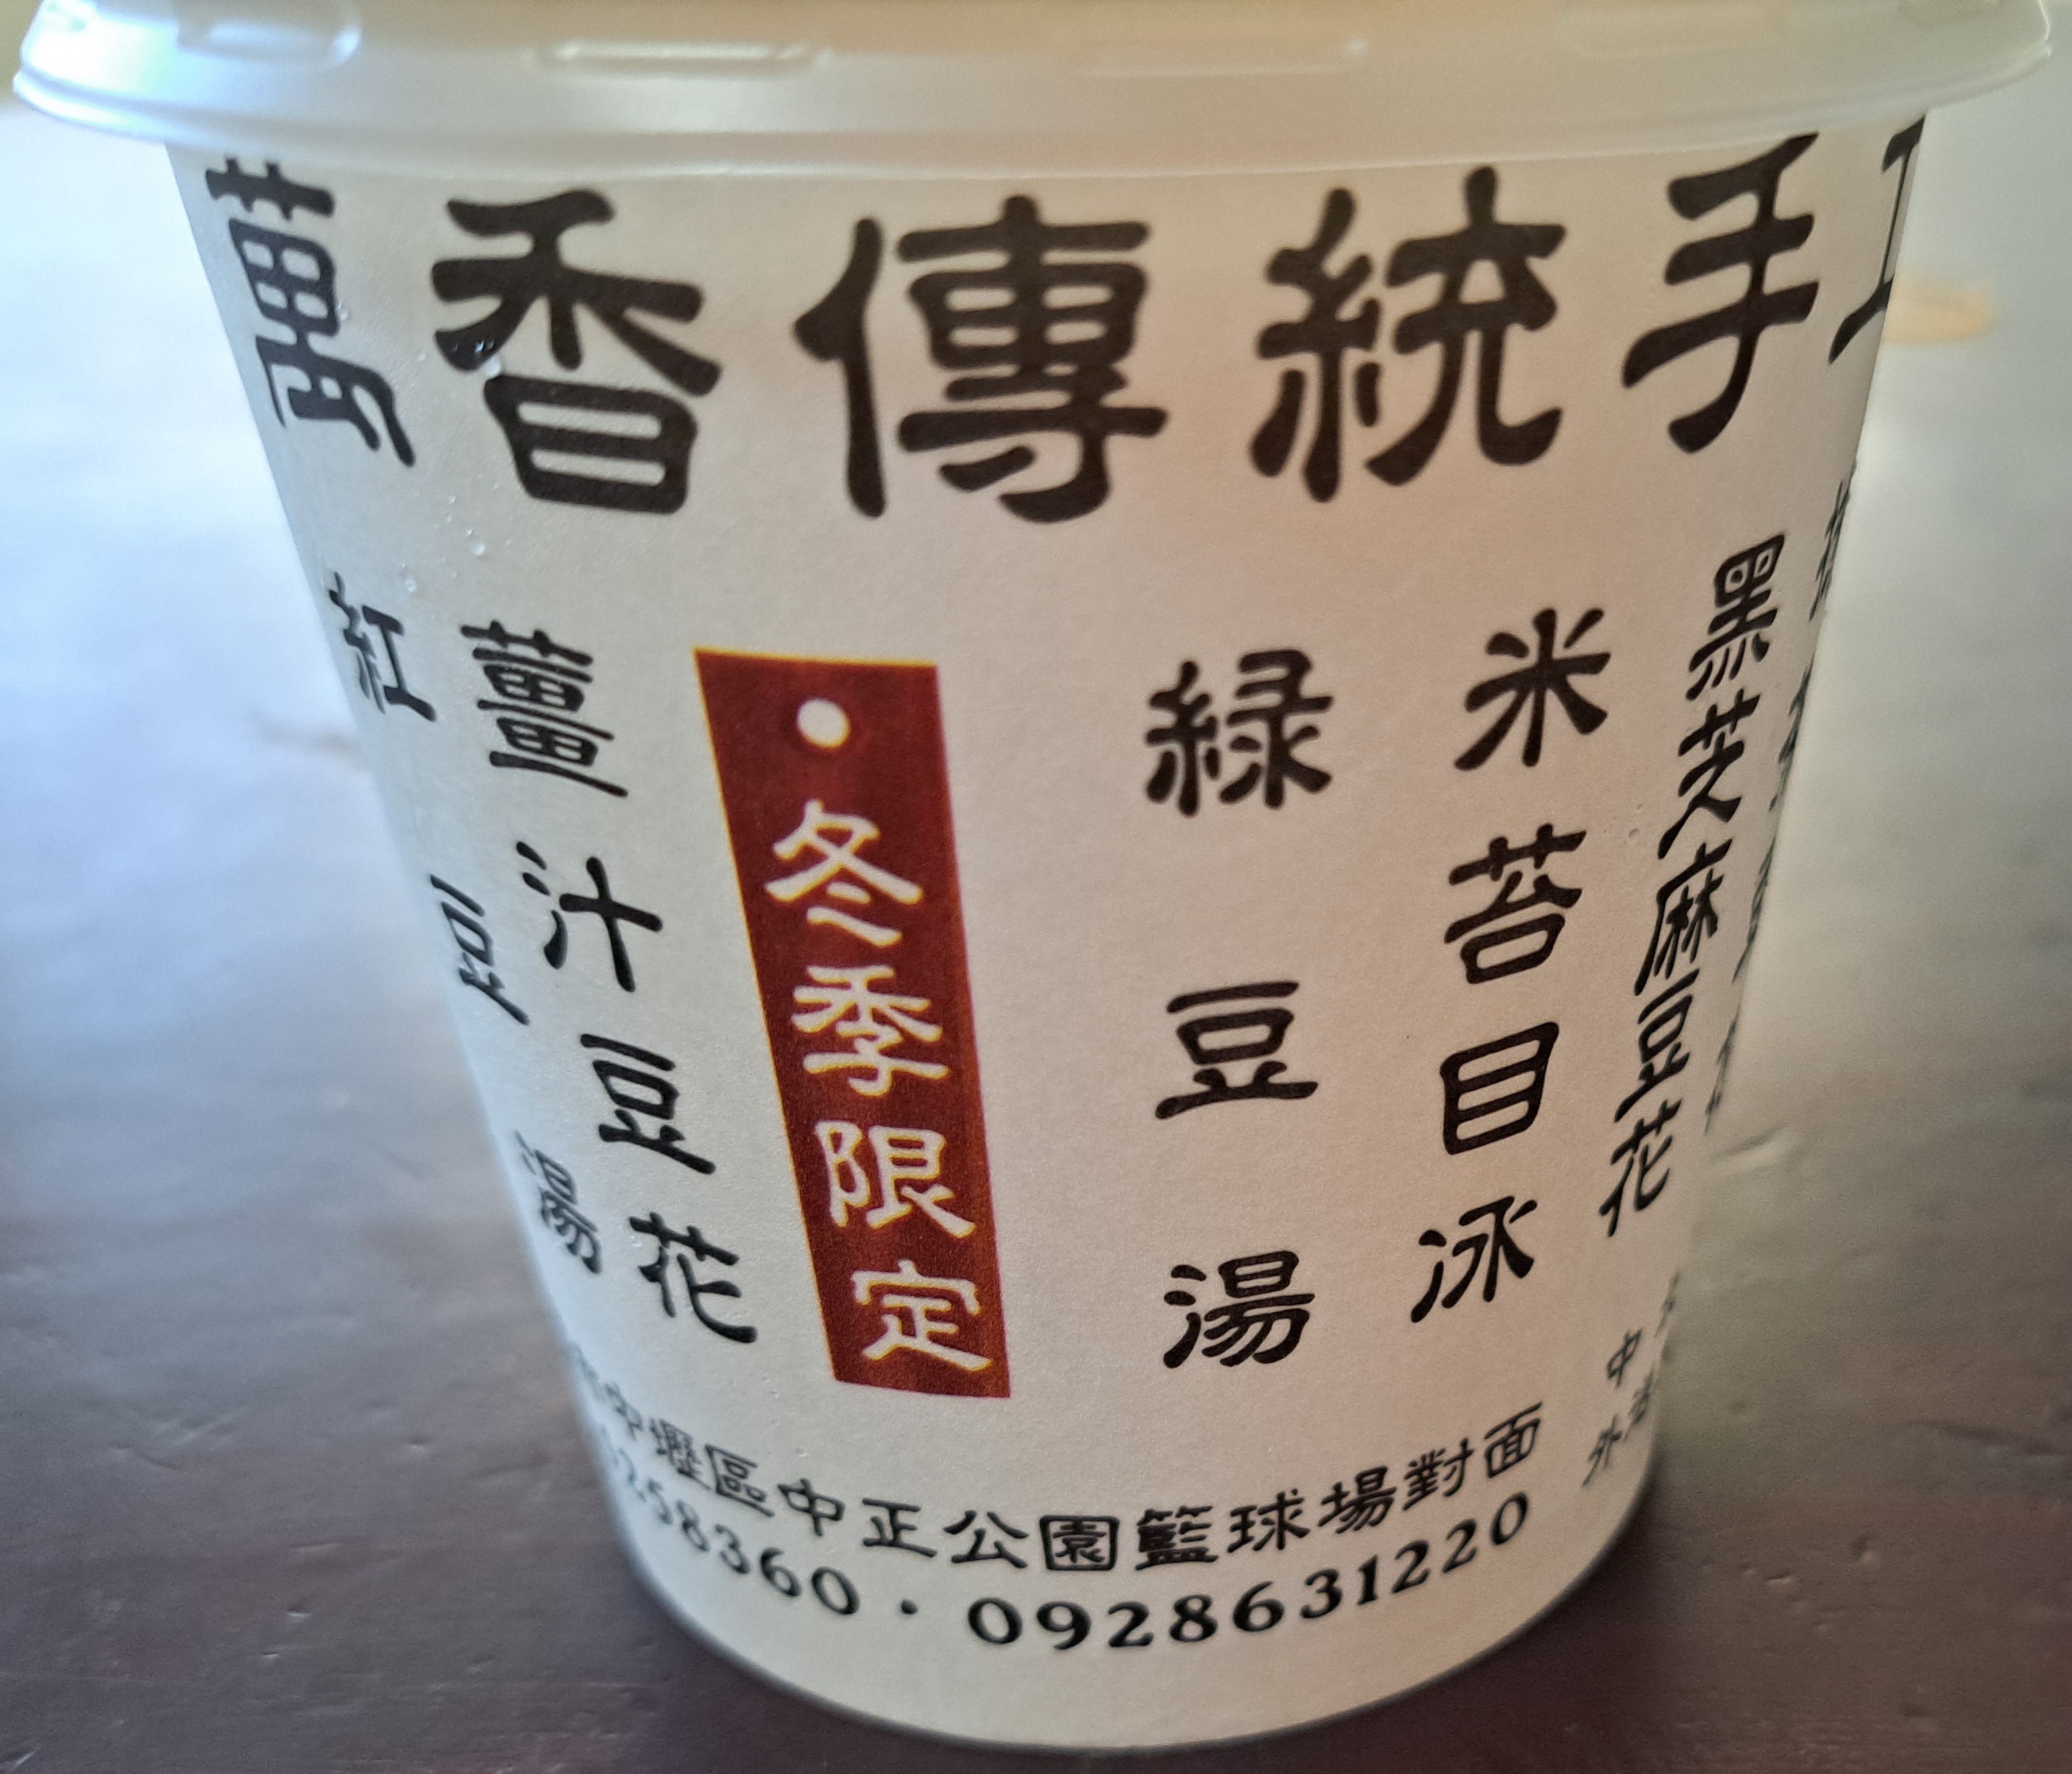 萬香傳統手工
黑芝麻豆花
米苔目冰
綠豆湯
•冬季限定
薑汁豆花
紅豆湯
中壢區中正公園籃球場對面
258360·0928631220